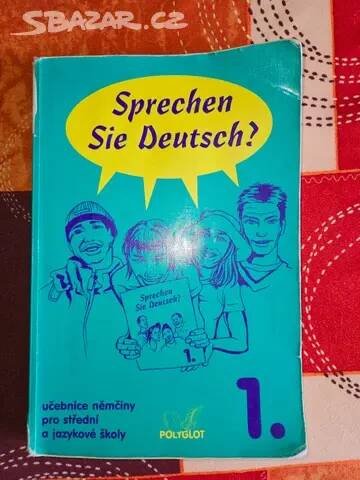 SBAZAR.CZ
Sprechen
Sie Deutsch?
Sprechen
Sie Deutsch?
1.
učebnice němčiny
pro střední
a jazykové školy
POLYGLOT
1.